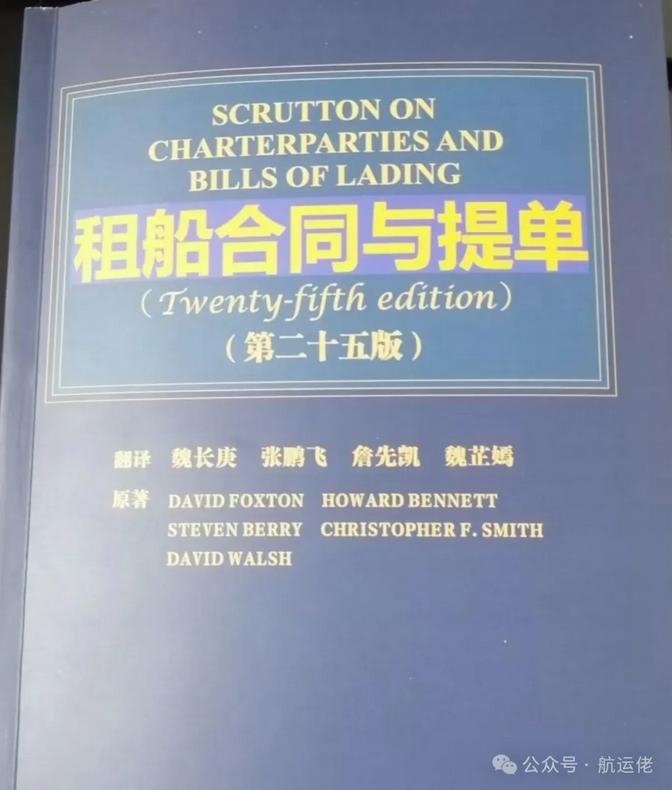 SCRUTTON ON
CHARTERPARTIES AND
BILLS OF LADING
租船合同与提单
(Twenty-fifth edition)
(第二十五版)
翻译 魏长庚 张鹏飞 詹先凯 魏芷嫣
原著 DAVID FOXTON HOWARD BENNETT
STEVEN BERRY CHRISTOPHER F. SMITH
DAVID WALSH
公众号·航运佬